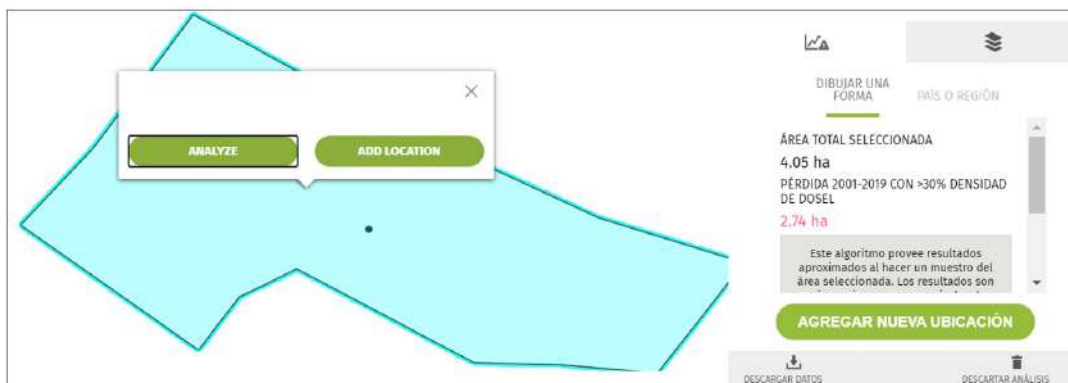 ANALYZE
ADD LOCATION
DIBUJAR UNA
FORMA
PAÍS O REGIÓN
ÁREA TOTAL SELECCIONADA
4.05 ha
PÉRDIDA 2001-2019 CON >30% DENSIDAD
DE DOSEL
2.74 ha
Este algoritmo provee resultados
aproximados al hacer un muestro del
área seleccionada. Los resultados son
AGREGAR NUEVA UBICACIÓN
DESCARGAR DATOS
DESCARTAR ANÁLISIS